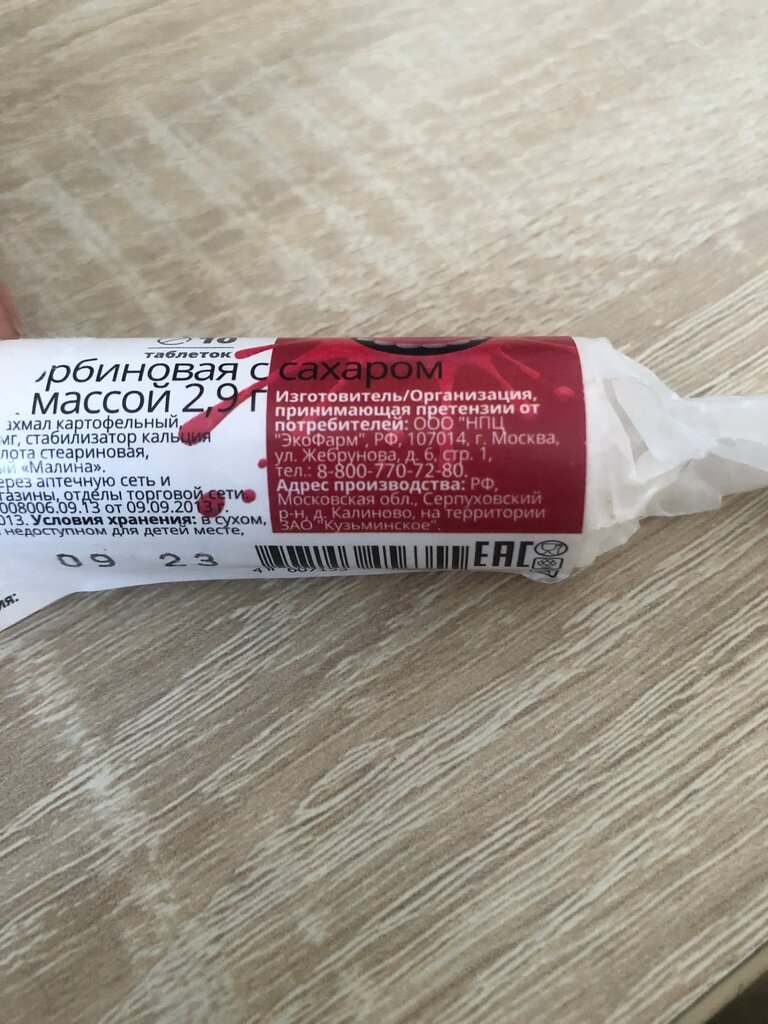 10
таблеток
орбиновая с сахаром
массой 2,9 г
ахмал картофельный,
мг, стабилизатор кальция
лота стеариновая,
ый «Малина».
ерез аптечную сеть и
газины, отделы торговой сети
008006.09.13 от 09.09.2013 г.
013. Условия хранения: в сухом,
недоступном для детей месте,
09 23
ия:
Изготовитель/Организация,
принимающая претензии от
потребителей: ООО "НПЦ
"ЭкоФарм", РФ, 107014, г. Москва,
ул. Жебрунова, д. 6, стр. 1,
тел.: 8-800-770-72-80.
Адрес производства: РФ,
Московская обл., Серпуховский
р-н, д. Калиново, на территории
ЗАО "Кузьминское".
EAC